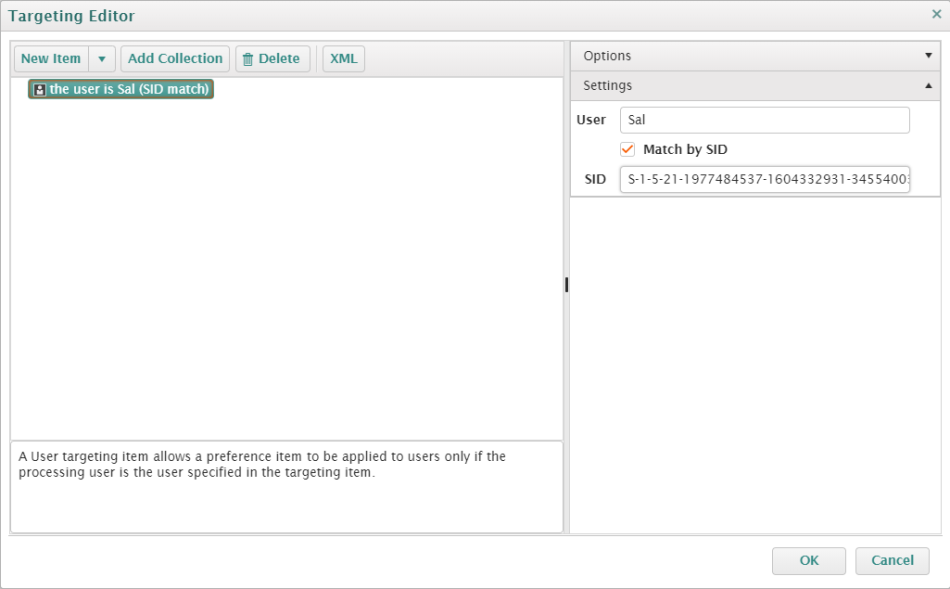 Targeting Editor
New Item
Add Collection
Delete
XML
the user is Sal (SID match)
Options
Settings
User
Sal
Match by SID
SID
S-1-5-21-1977484537-1604332931-3455400
A User targeting item allows a preference item to be applied to users only if the
processing user is the user specified in the targeting item.
OK
Cancel